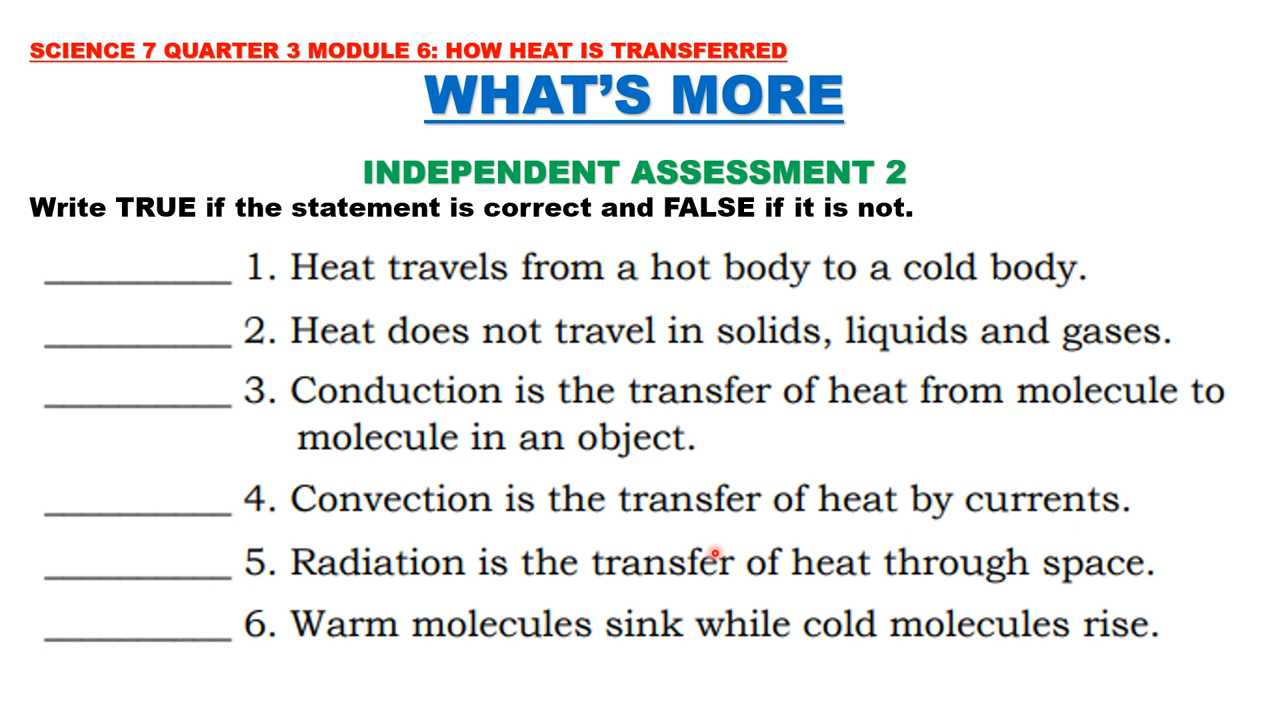 SCIENCE 7 QUARTER 3 MODULE 6: HOW HEAT IS TRANSFERRED
WHAT'S MORE
INDEPENDENT ASSESSMENT 2
Write TRUE if the statement is correct and FALSE if it is not.
__________ 1. Heat travels from a hot body to a cold body.
__________ 2. Heat does not travel in solids, liquids and gases.
__________ 3. Conduction is the transfer of heat from molecule to
molecule in an object.
__________ 4. Convection is the transfer of heat by currents.
__________ 5. Radiation is the transfer of heat through space.
__________ 6. Warm molecules sink while cold molecules rise.